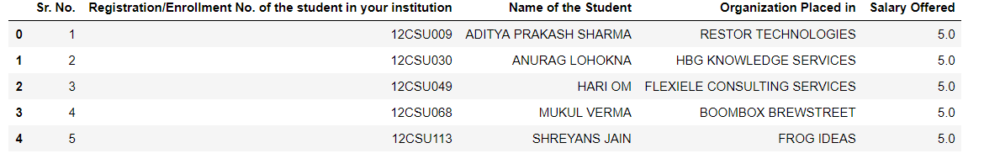 Sr. No. Registration/Enrollment No. of the student in your institution Name of the Student Organization Placed in Salary Offered
0 1 12CSU009 ADITYA PRAKASH SHARMA RESTOR TECHNOLOGIES 5.0
1 2 12CSU030 ANURAG LOHOKNA HBG KNOWLEDGE SERVICES 5.0
2 3 12CSU049 HARI OM FLEXIELE CONSULTING SERVICES 5.0
3 4 12CSU068 MUKUL VERMA BOOMBOX BREWSTREET 5.0
4 5 12CSU113 SHREYANS JAIN FROG IDEAS 5.0